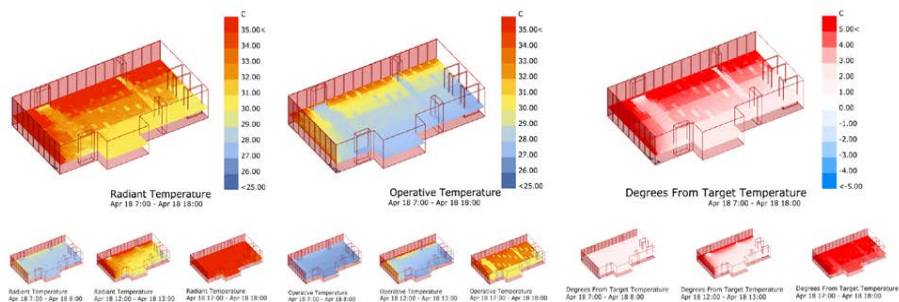 C
35.00<
34.00
33.00
32.00
31.00
30.00
29.00
28.00
27.00
26.00
<25.00
Radiant Temperature
Apr 18 7:00 - Apr 18 18:00
C
35.00<
34.00
33.00
32.00
31.00
30.00
29.00
28.00
27.00
26.00
<25.00
Operative Temperature
Apr 18 7:00 - Apr 18 18:00
C
5.00<
4.00
3.00
2.00
1.00
0.00
-1.00
-2.00
-3.00
-4.00
<-5.00
Degrees From Target Temperature
Apr 18 7:00 - Apr 18 18:00
Radiant Temperature
Apr 18 7:00 - Apr 18 8:00
Radiant Temperature
Apr 18 12:00 - Apr 18 13:00
Radiant Temperature
Apr 18 17:00 - Apr 18 18:00
Operative Temperature
Apr 18 7:00 - Apr 18 8:00
Operative Temperature
Apr 18 12:00 - Apr 18 13:00
Operative Temperature
Apr 18 17:00 - Apr 18 18:00
Degrees From Target Temperature
Apr 18 7:00 - Apr 18 8:00
Degrees From Target Temperature
Apr 18 12:00 - Apr 18 13:00
Degrees From Target Temperature
Apr 18 17:00 - Apr 18 18:00